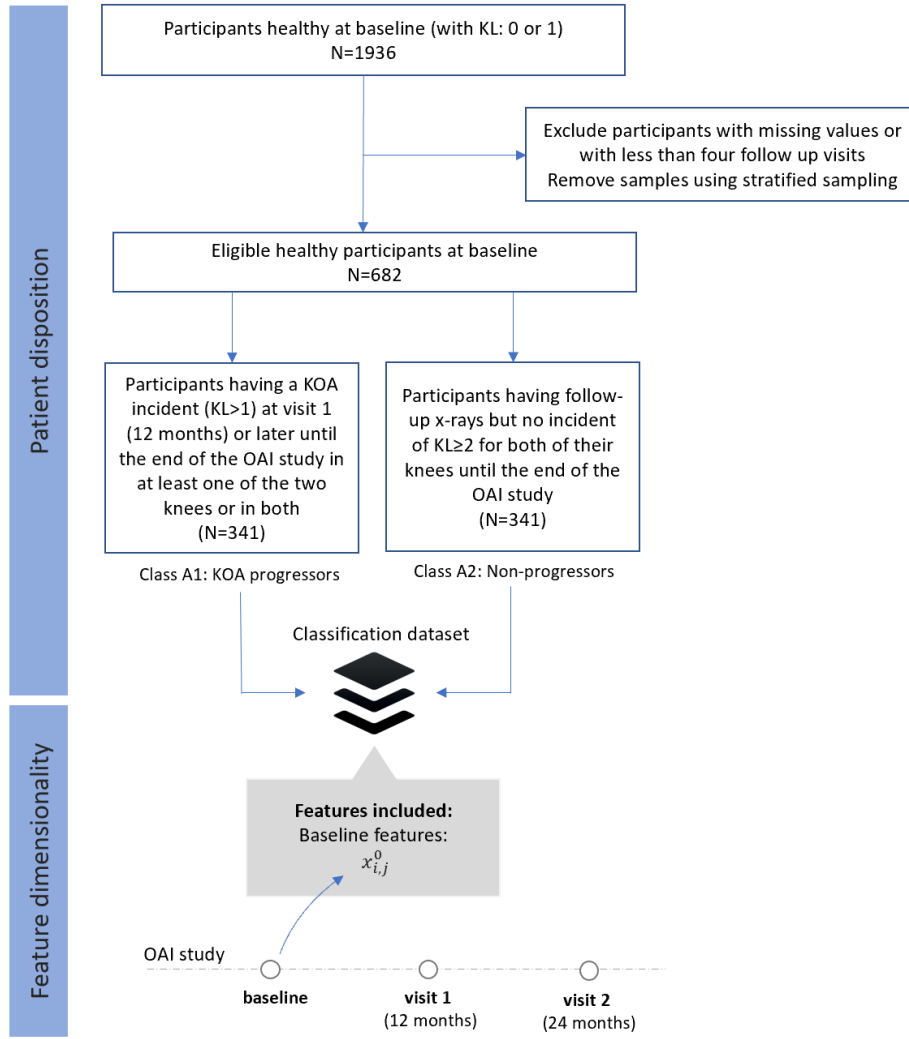 Patient disposition
Participants healthy at baseline (with KL: 0 or 1)
N=1936
Exclude participants with missing values or
with less than four follow up visits
Remove samples using stratified sampling
Eligible healthy participants at baseline
N=682
Participants having a KOA
incident (KL>1) at visit 1
(12 months) or later until
the end of the OAI study in
at least one of the two
knees or in both
(N=341)
Participants having follow-
up x-rays but no incident
of KL≥2 for both of their
knees until the end of the
OAI study
(N=341)
Class A1: KOA progressors
Class A2: Non-progressors
Classification dataset
Feature dimensionality
Features included:
Baseline features:
x⁰ᵢ,ⱼ
OAI study
baseline
visit 1
(12 months)
visit 2
(24 months)